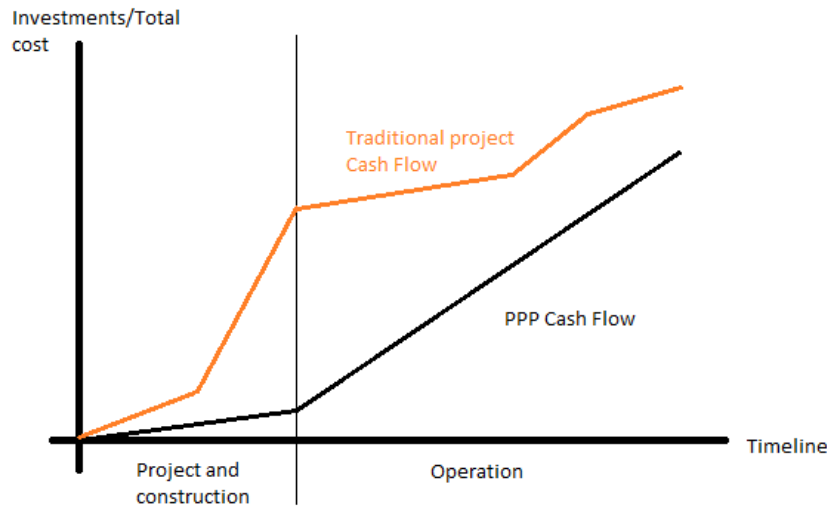 Investments/Total
cost
Traditional project
Cash Flow
PPP Cash Flow
Timeline
Project and
construction
Operation